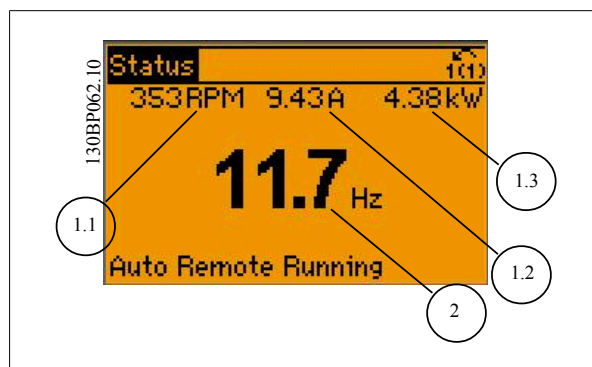 130BP062.10
Status
1(1)
353RPM 9.43A 4.38kW
11.7 Hz
Auto Remote Running
1.1
1.2
1.3
2